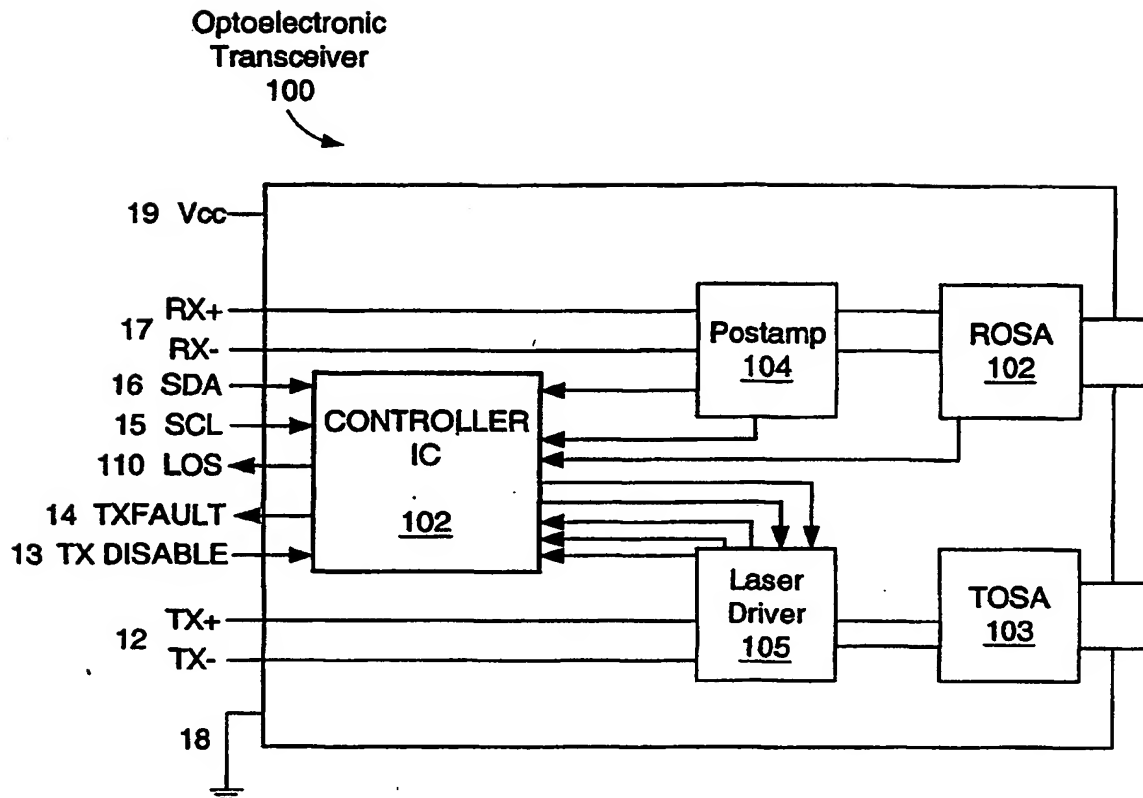 Optoelectronic
Transceiver
100
19 Vcc
RX+
17
RX-
16 SDA
15 SCL
110 LOS
14 TXFAULT
13 TX DISABLE
TX+
12
TX-
18
CONTROLLER
IC
102
Postamp
104
ROSA
102
Laser
Driver
105
TOSA
103